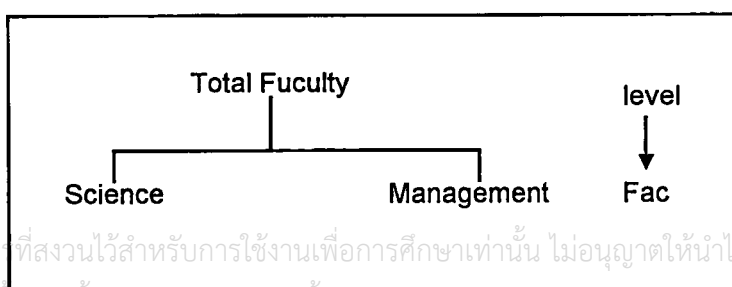 Total Fuculty
level
Science Management Fac
ที่สงวนไว้สำหรับการใช้งานเพื่อการศึกษาเท่านั้น ไม่อนุญาตให้นำไ